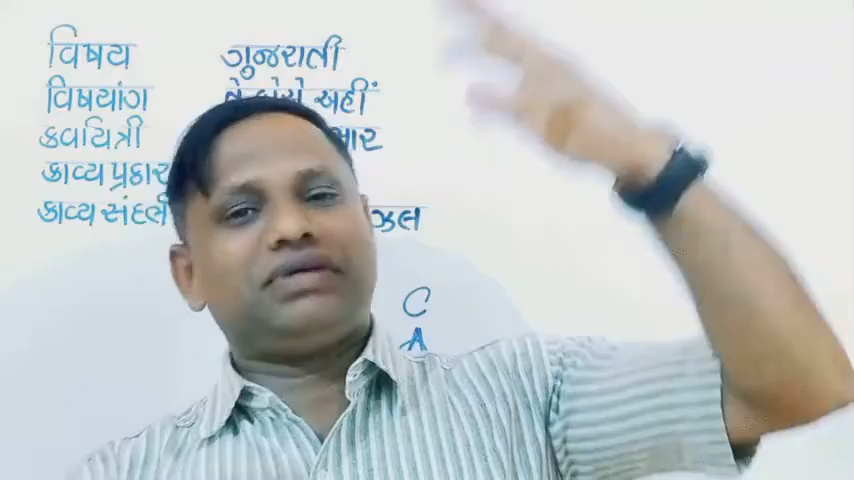 વિષય ગુજરાતી
વિષયાંગ અહીં
કવયિત્રી
કાવ્ય પ્રકાર
કાવ્ય સંદર્ભ ઝલ
C
A